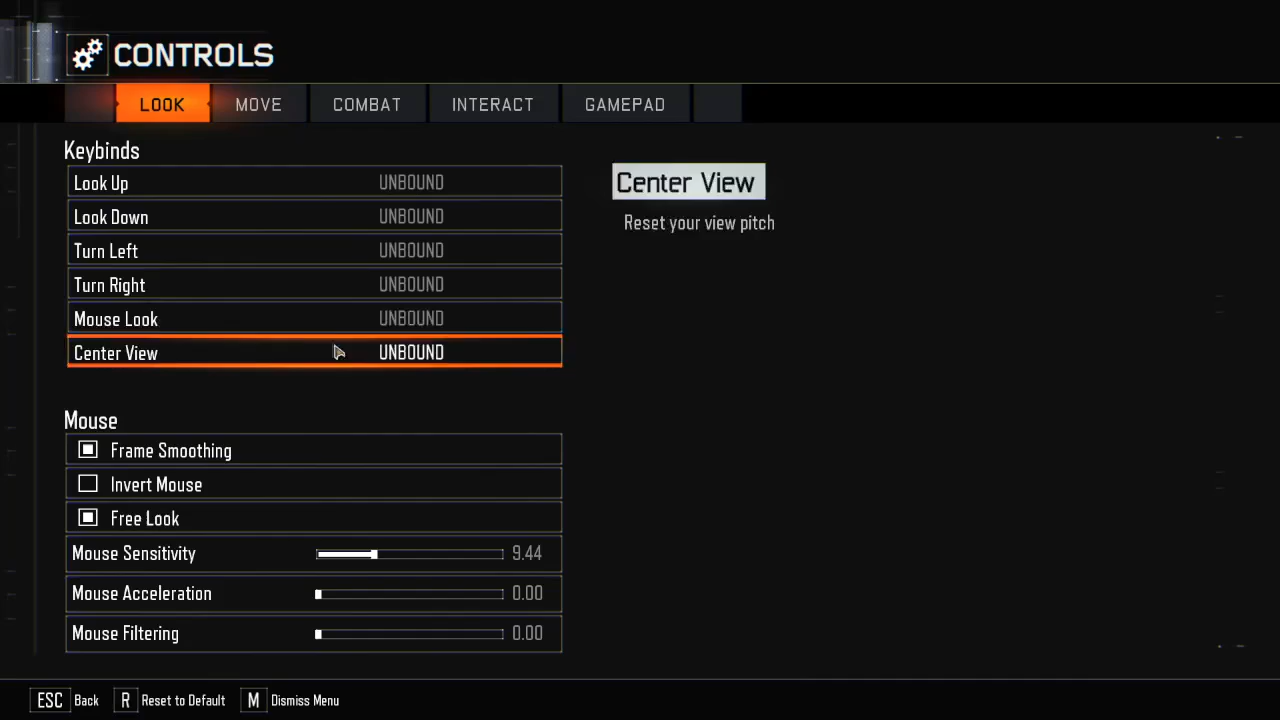 CONTROLS
LOOK MOVE COMBAT INTERACT GAMEPAD
Keybinds
Look Up UNBOUND
Look Down UNBOUND
Turn Left UNBOUND
Turn Right UNBOUND
Mouse Look UNBOUND
Center View UNBOUND
Center View
Reset your view pitch
Mouse
Frame Smoothing
Invert Mouse
Free Look
Mouse Sensitivity 9.44
Mouse Acceleration 0.00
Mouse Filtering 0.00
ESC Back R Reset to Default M Dismiss Menu